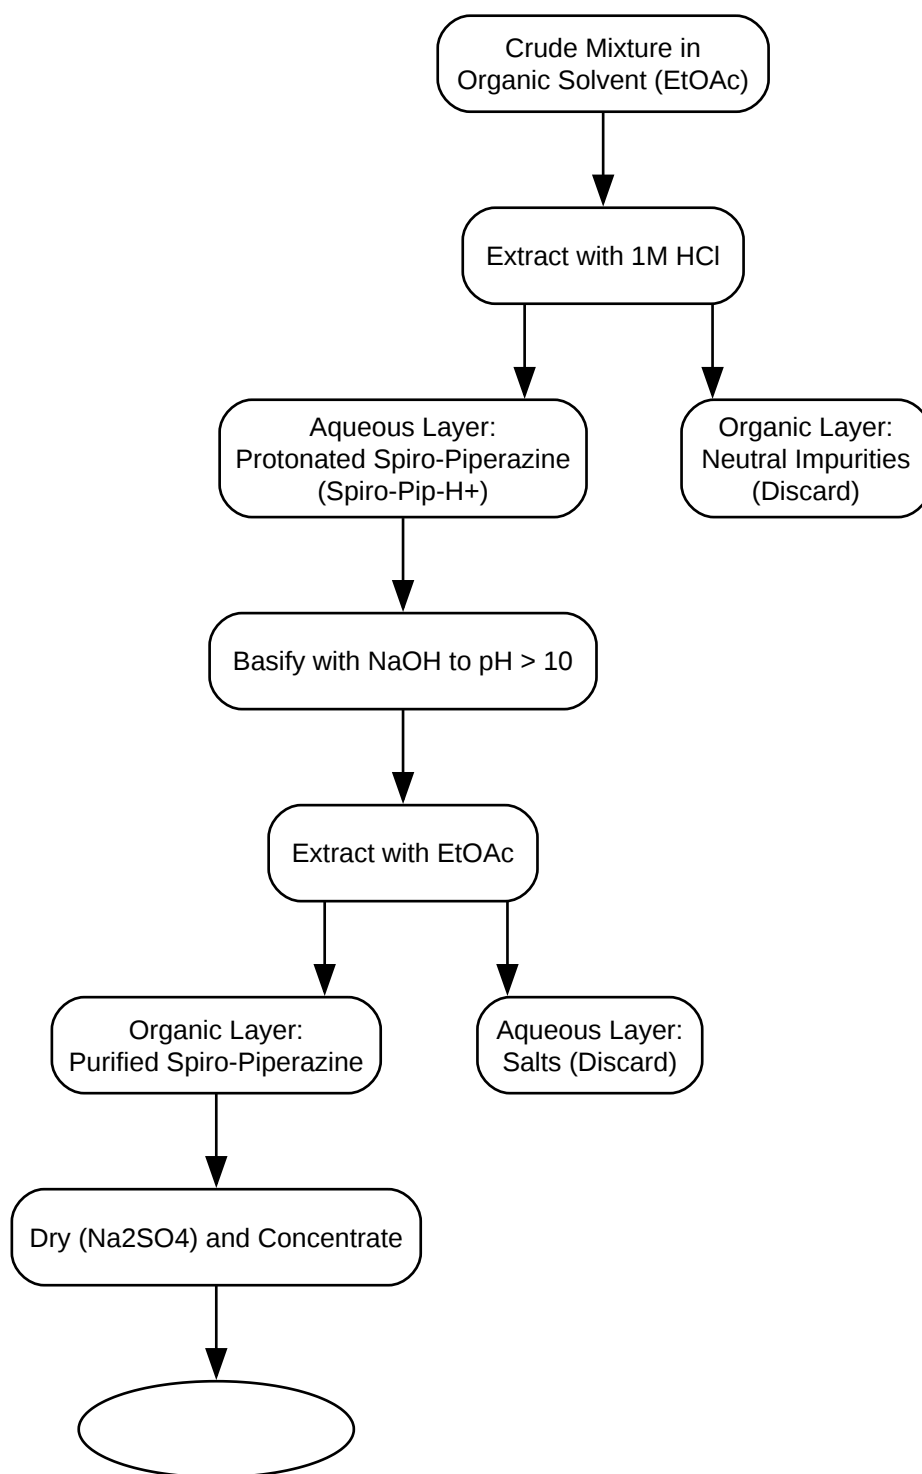 Crude Mixture in
Organic Solvent (EtOAc)
Extract with 1M HCl
Aqueous Layer:
Protonated Spiro-Piperazine
(Spiro-Pip-H+)
Organic Layer:
Neutral Impurities
(Discard)
Basify with NaOH to pH > 10
Extract with EtOAc
Organic Layer:
Purified Spiro-Piperazine
Aqueous Layer:
Salts (Discard)
Dry (Na2SO4) and Concentrate